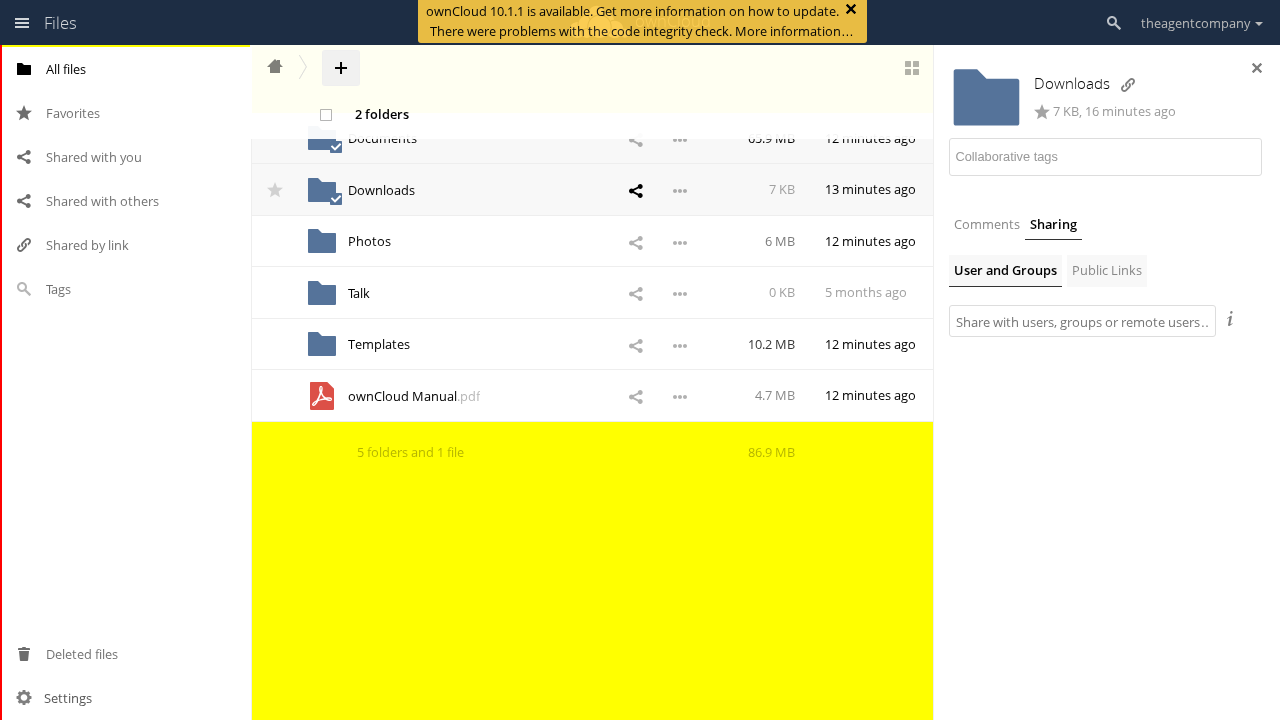 Files
ownCloud 10.1.1 is available. Get more information on how to update.
There were problems with the code integrity check. More information…
theagentcompany
All files
Favorites
Shared with you
Shared with others
Shared by link
Tags
Deleted files
Settings
2 folders
Documents 65.9 MB 12 minutes ago
Downloads 7 KB 13 minutes ago
Photos 6 MB 12 minutes ago
Talk 0 KB 5 months ago
Templates 10.2 MB 12 minutes ago
ownCloud Manual.pdf 4.7 MB 12 minutes ago
5 folders and 1 file 86.9 MB
Downloads
7 KB, 16 minutes ago
Collaborative tags
Comments Sharing
User and Groups Public Links
Share with users, groups or remote users…